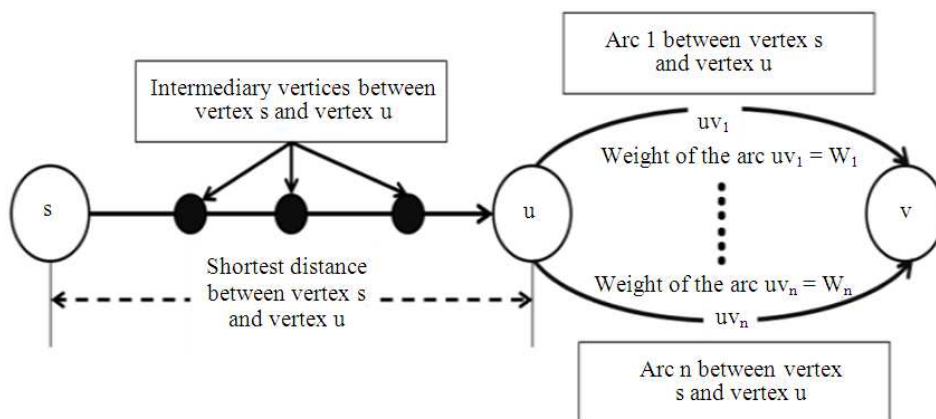 Arc 1 between vertex s
and vertex u
Intermediary vertices between
vertex s and vertex u
uv₁
Weight of the arc uv₁ = W₁
s
u
v
Shortest distance
between vertex s
and vertex u
Weight of the arc uvₙ = Wₙ
uvₙ
Arc n between vertex
s and vertex u